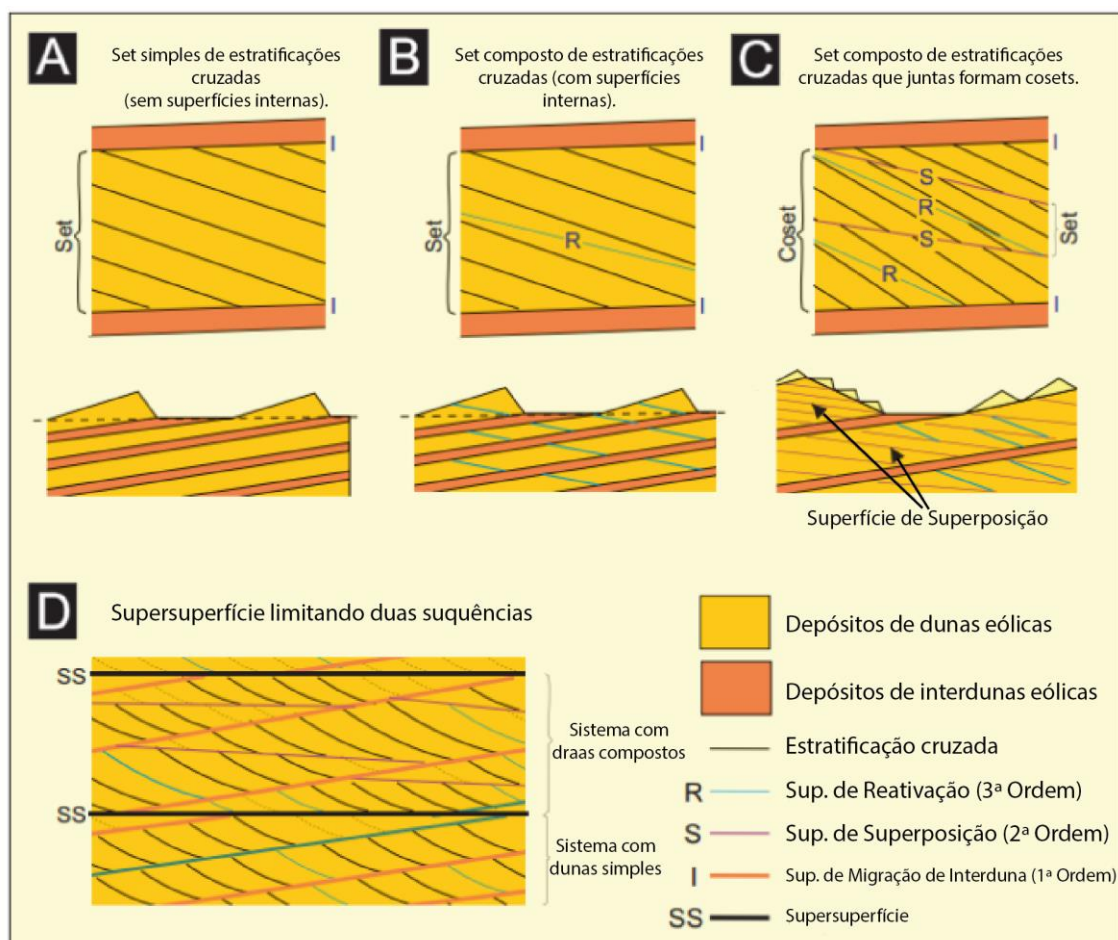 A
Set simples de estratificações
cruzadas
(sem superfícies internas).
I
Set
I
B
Set composto de estratificações
cruzadas (com superfícies
internas).
I
Set
R
I
C
Set composto de estratificações
cruzadas que juntas formam cosets.
I
S
R
Coset
Set
S
R
I
Superfície de Superposição
D
Supersuperfície limitando duas suquências
SS
Sistema com
draas compostos
SS
Sistema com
dunas simples
Depósitos de dunas eólicas
Depósitos de interdunas eólicas
Estratificação cruzada
R Sup. de Reativação (3ª Ordem)
S Sup. de Superposição (2ª Ordem)
I Sup. de Migração de Interduna (1ª Ordem)
SS Supersuperfície